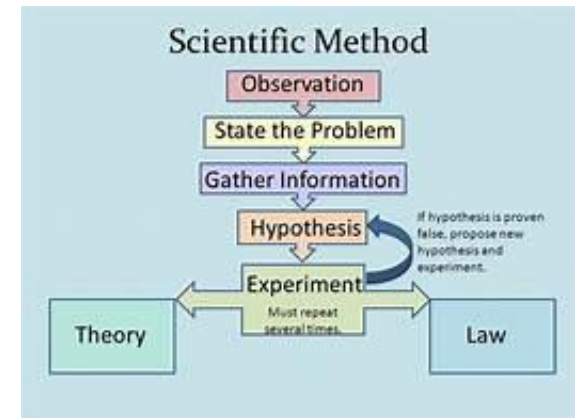 Scientific Method
Observation
State the Problem
Gather Information
Hypothesis
If hypothesis is proven
false, propose new
hypothesis and
experiment.
Experiment
Must repeat
several times.
Theory
Law